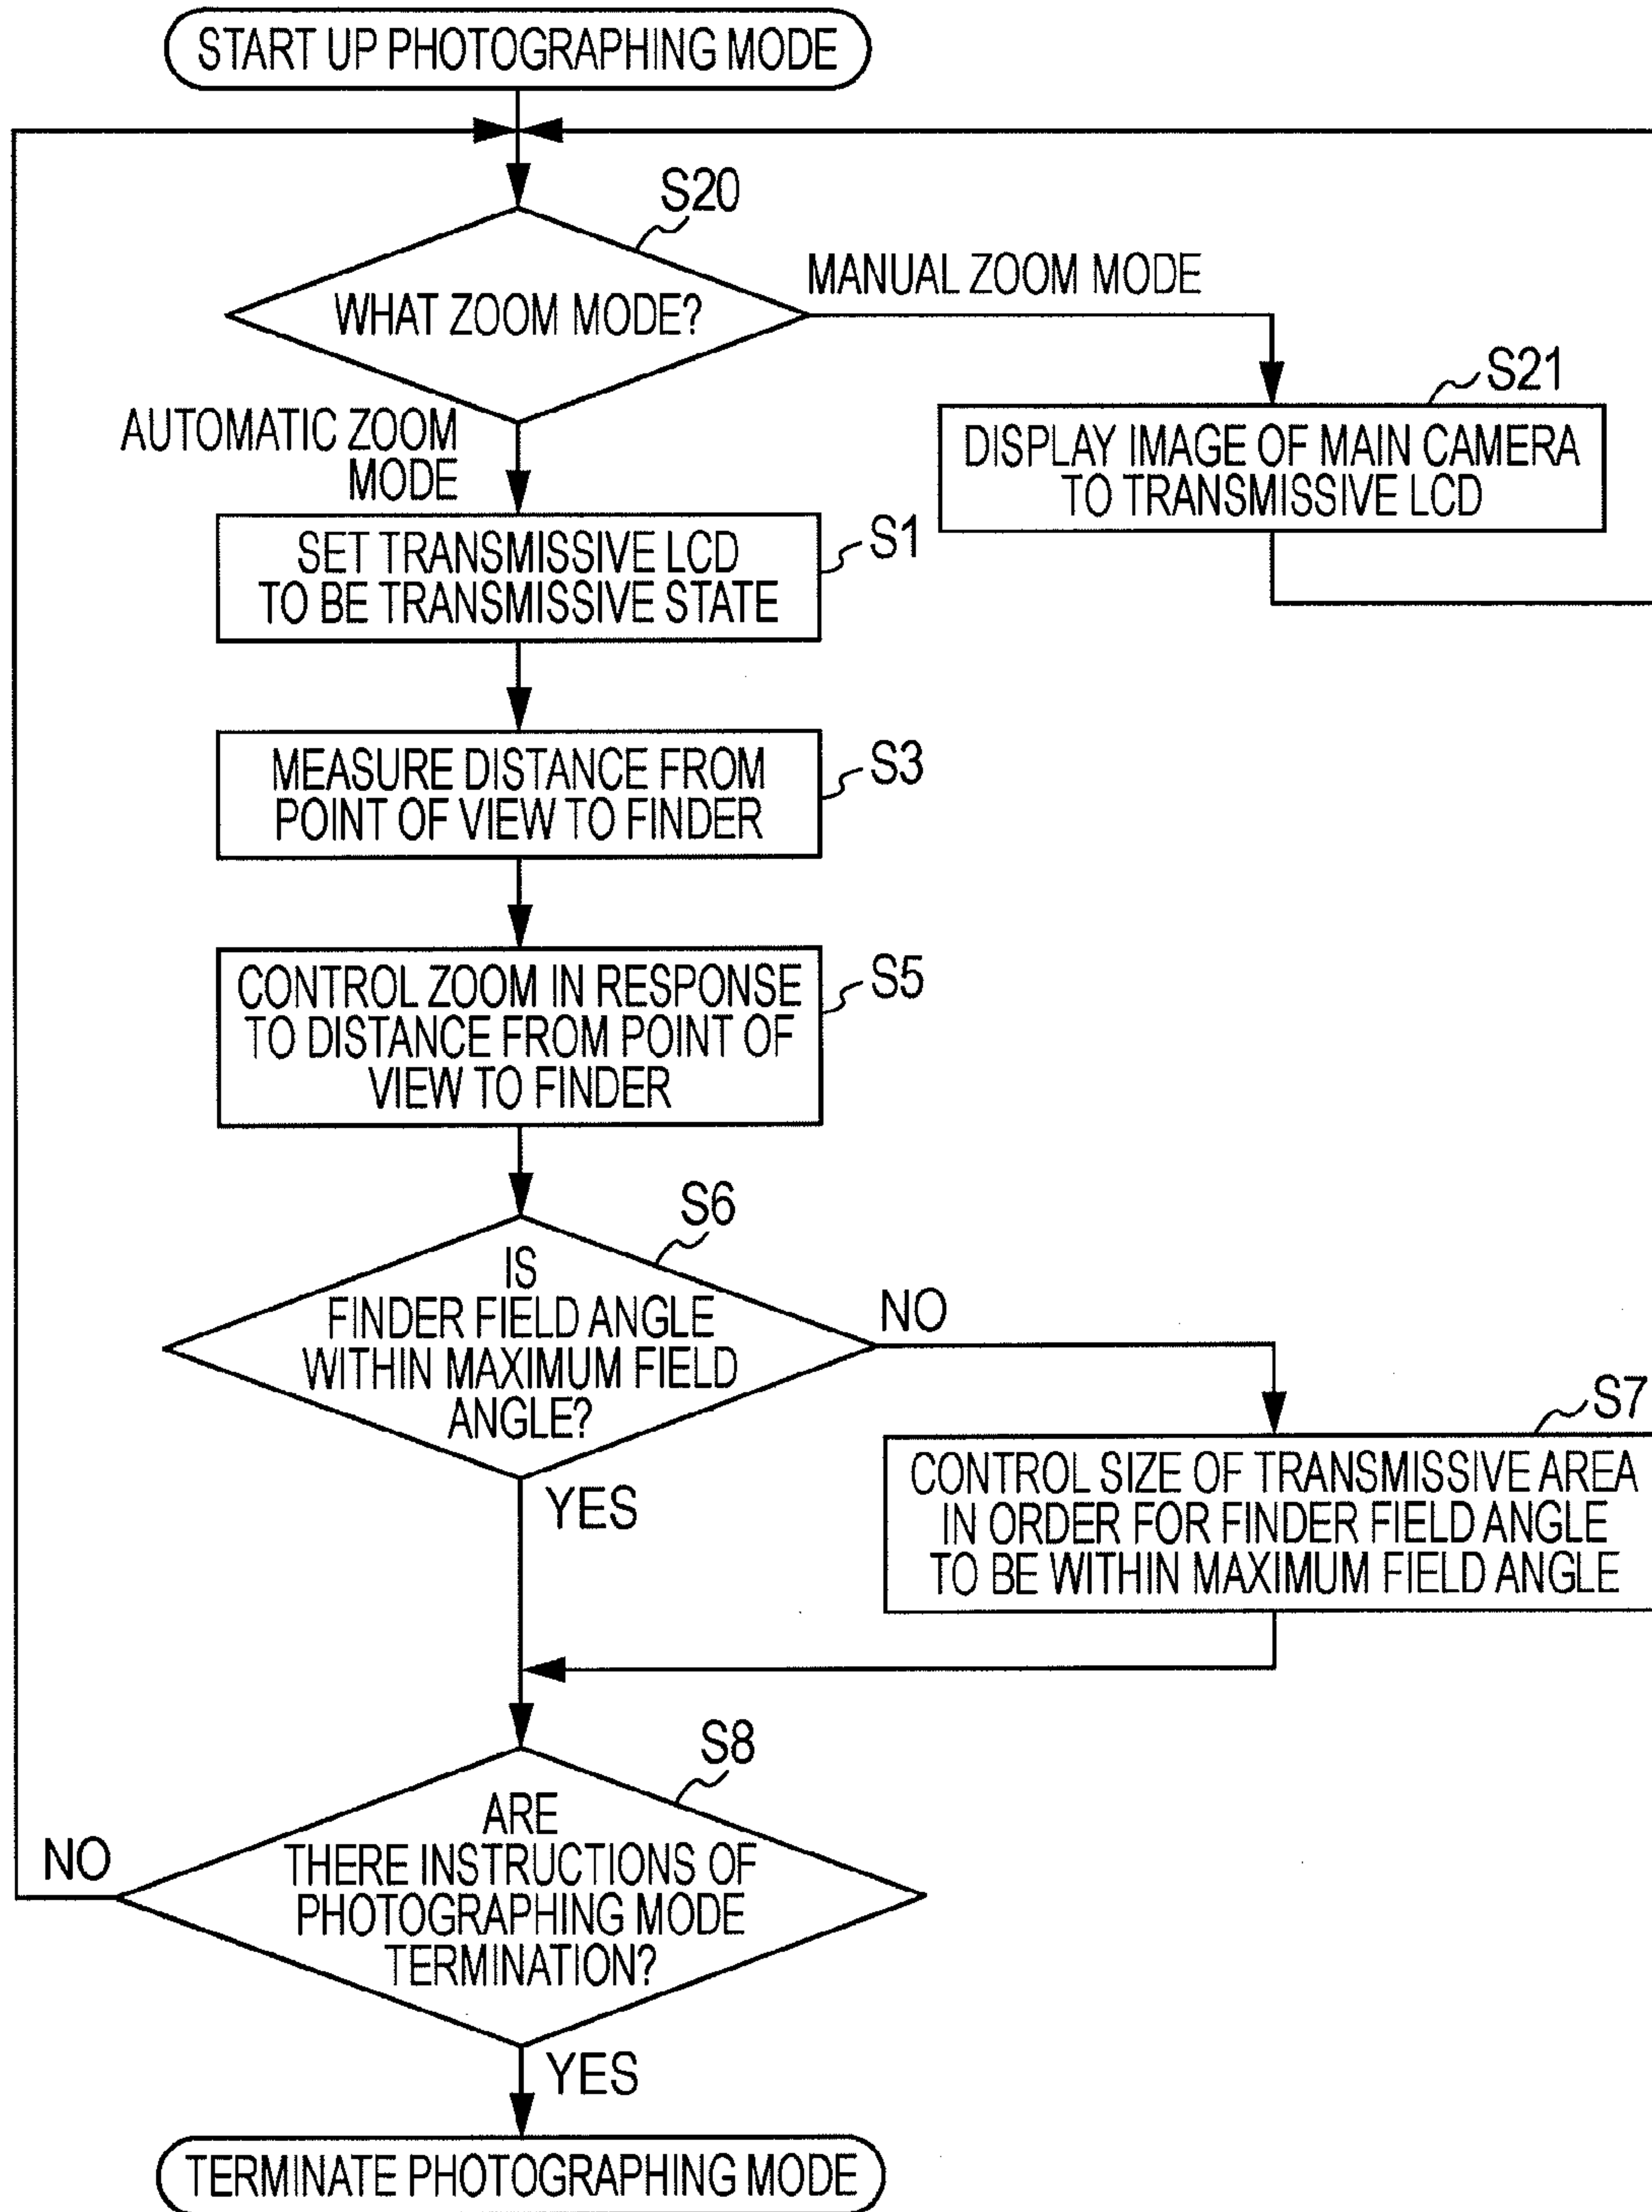 START UP PHOTOGRAPHING MODE
S20
WHAT ZOOM MODE?
MANUAL ZOOM MODE
S21
DISPLAY IMAGE OF MAIN CAMERA
TO TRANSMISSIVE LCD
AUTOMATIC ZOOM
MODE
SET TRANSMISSIVE LCD
TO BE TRANSMISSIVE STATE
S1
MEASURE DISTANCE FROM
POINT OF VIEW TO FINDER
S3
CONTROL ZOOM IN RESPONSE
TO DISTANCE FROM POINT OF
VIEW TO FINDER
S5
S6
IS
FINDER FIELD ANGLE
WITHIN MAXIMUM FIELD
ANGLE?
NO
YES
S7
CONTROL SIZE OF TRANSMISSIVE AREA
IN ORDER FOR FINDER FIELD ANGLE
TO BE WITHIN MAXIMUM FIELD ANGLE
S8
ARE
THERE INSTRUCTIONS OF
PHOTOGRAPHING MODE
TERMINATION?
NO
YES
TERMINATE PHOTOGRAPHING MODE